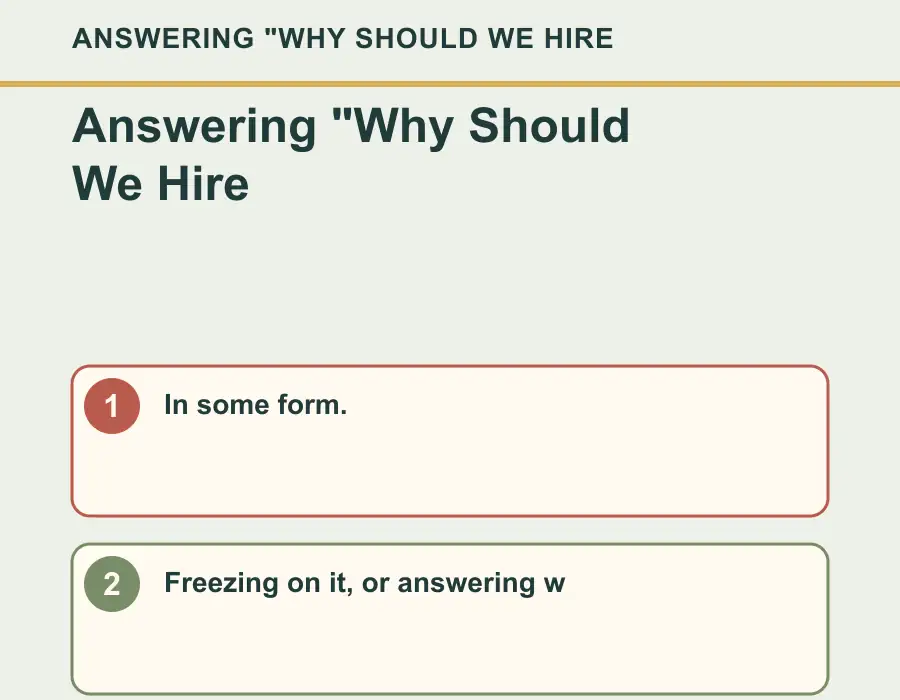 ANSWERING "WHY SHOULD WE HIRE
Answering "Why Should
We Hire
1
In some form.
2
Freezing on it, or answering w